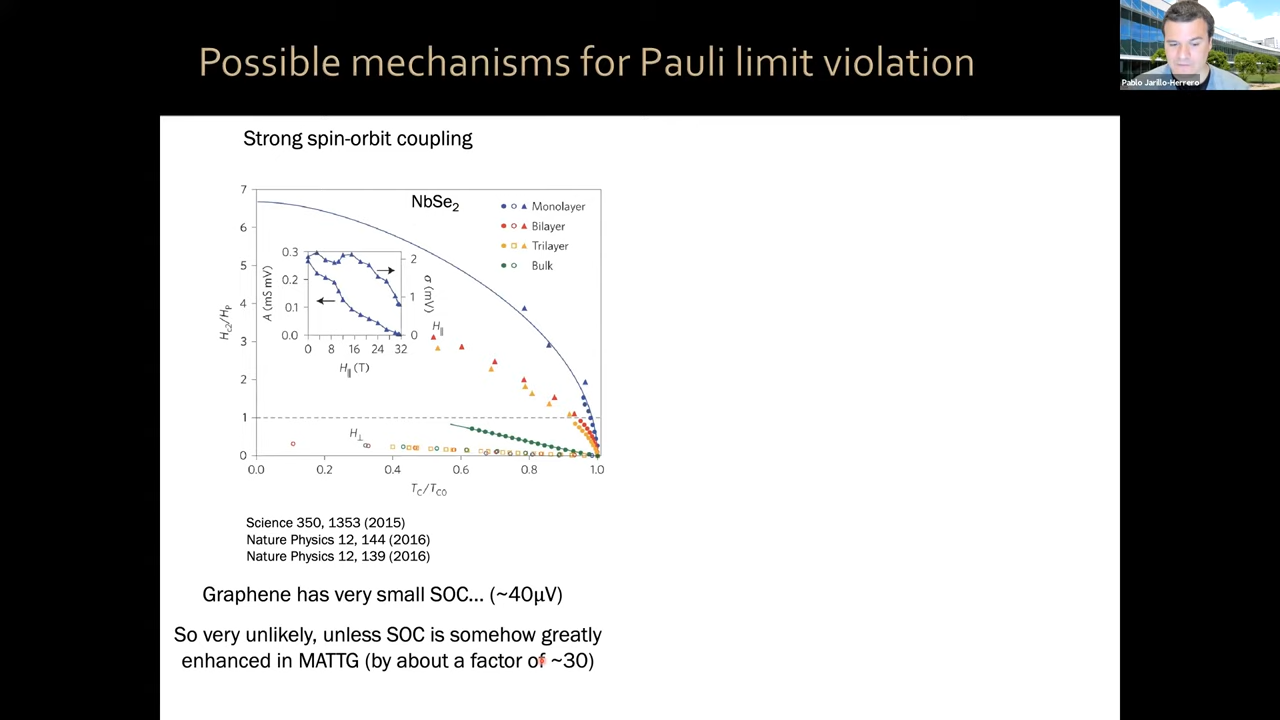 Possible mechanisms for Pauli limit violation
Pablo Jarillo-Herrero
Strong spin-orbit coupling
NbSe2
Monolayer
Bilayer
Trilayer
Bulk
7
6
5
4
3
2
1
0
Hc2/HP
0.3
0.2
0.1
0.0
A (mS mV)
2
1
0
σ (mV)
0 8 16 24 32
H∥ (T)
H∥
H⊥
0.0 0.2 0.4 0.6 0.8 1.0
TC/TC0
Science 350, 1353 (2015)
Nature Physics 12, 144 (2016)
Nature Physics 12, 139 (2016)
Graphene has very small SOC... (~40µV)
So very unlikely, unless SOC is somehow greatly
enhanced in MATTG (by about a factor of ~30)